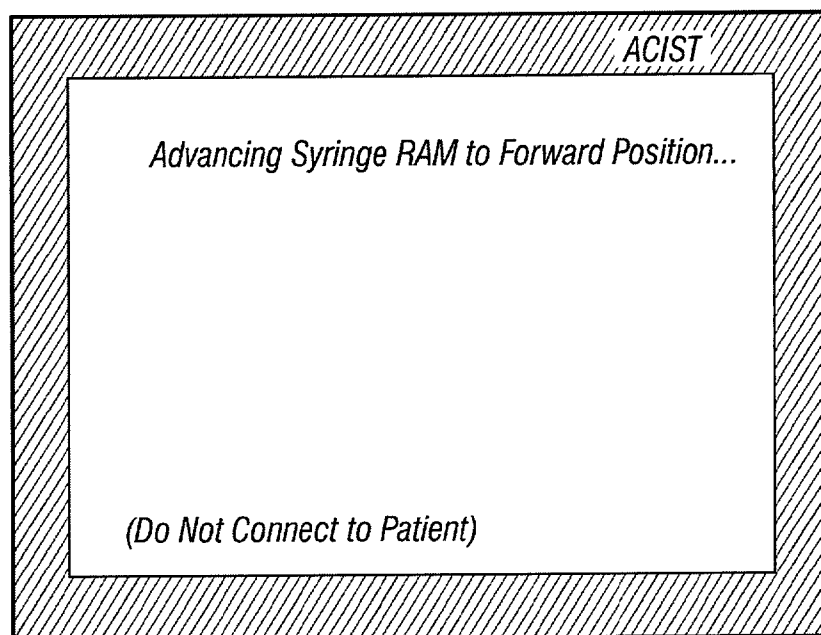 ACIST
Advancing Syringe RAM to Forward Position...
(Do Not Connect to Patient)